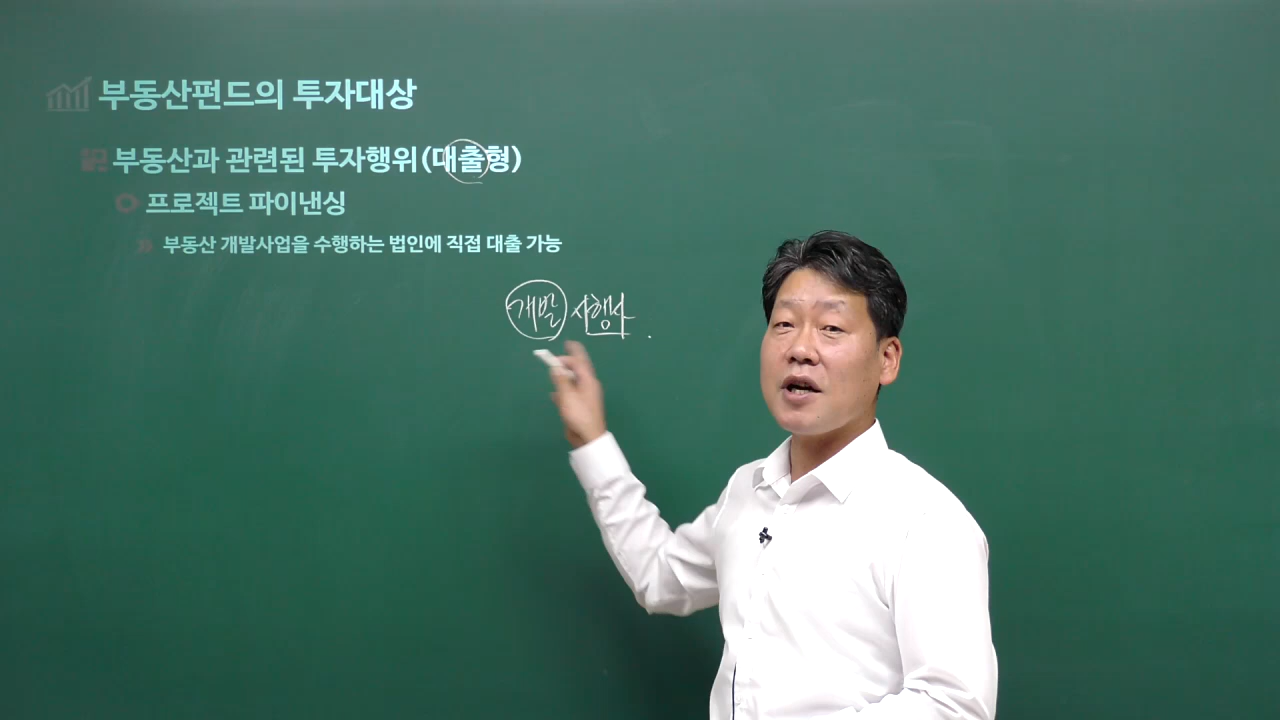 부동산펀드의 투자대상
부동산과 관련된 투자행위(대출형)
프로젝트 파이낸싱
부동산 개발사업을 수행하는 법인에 직접 대출 가능
개발 시행사